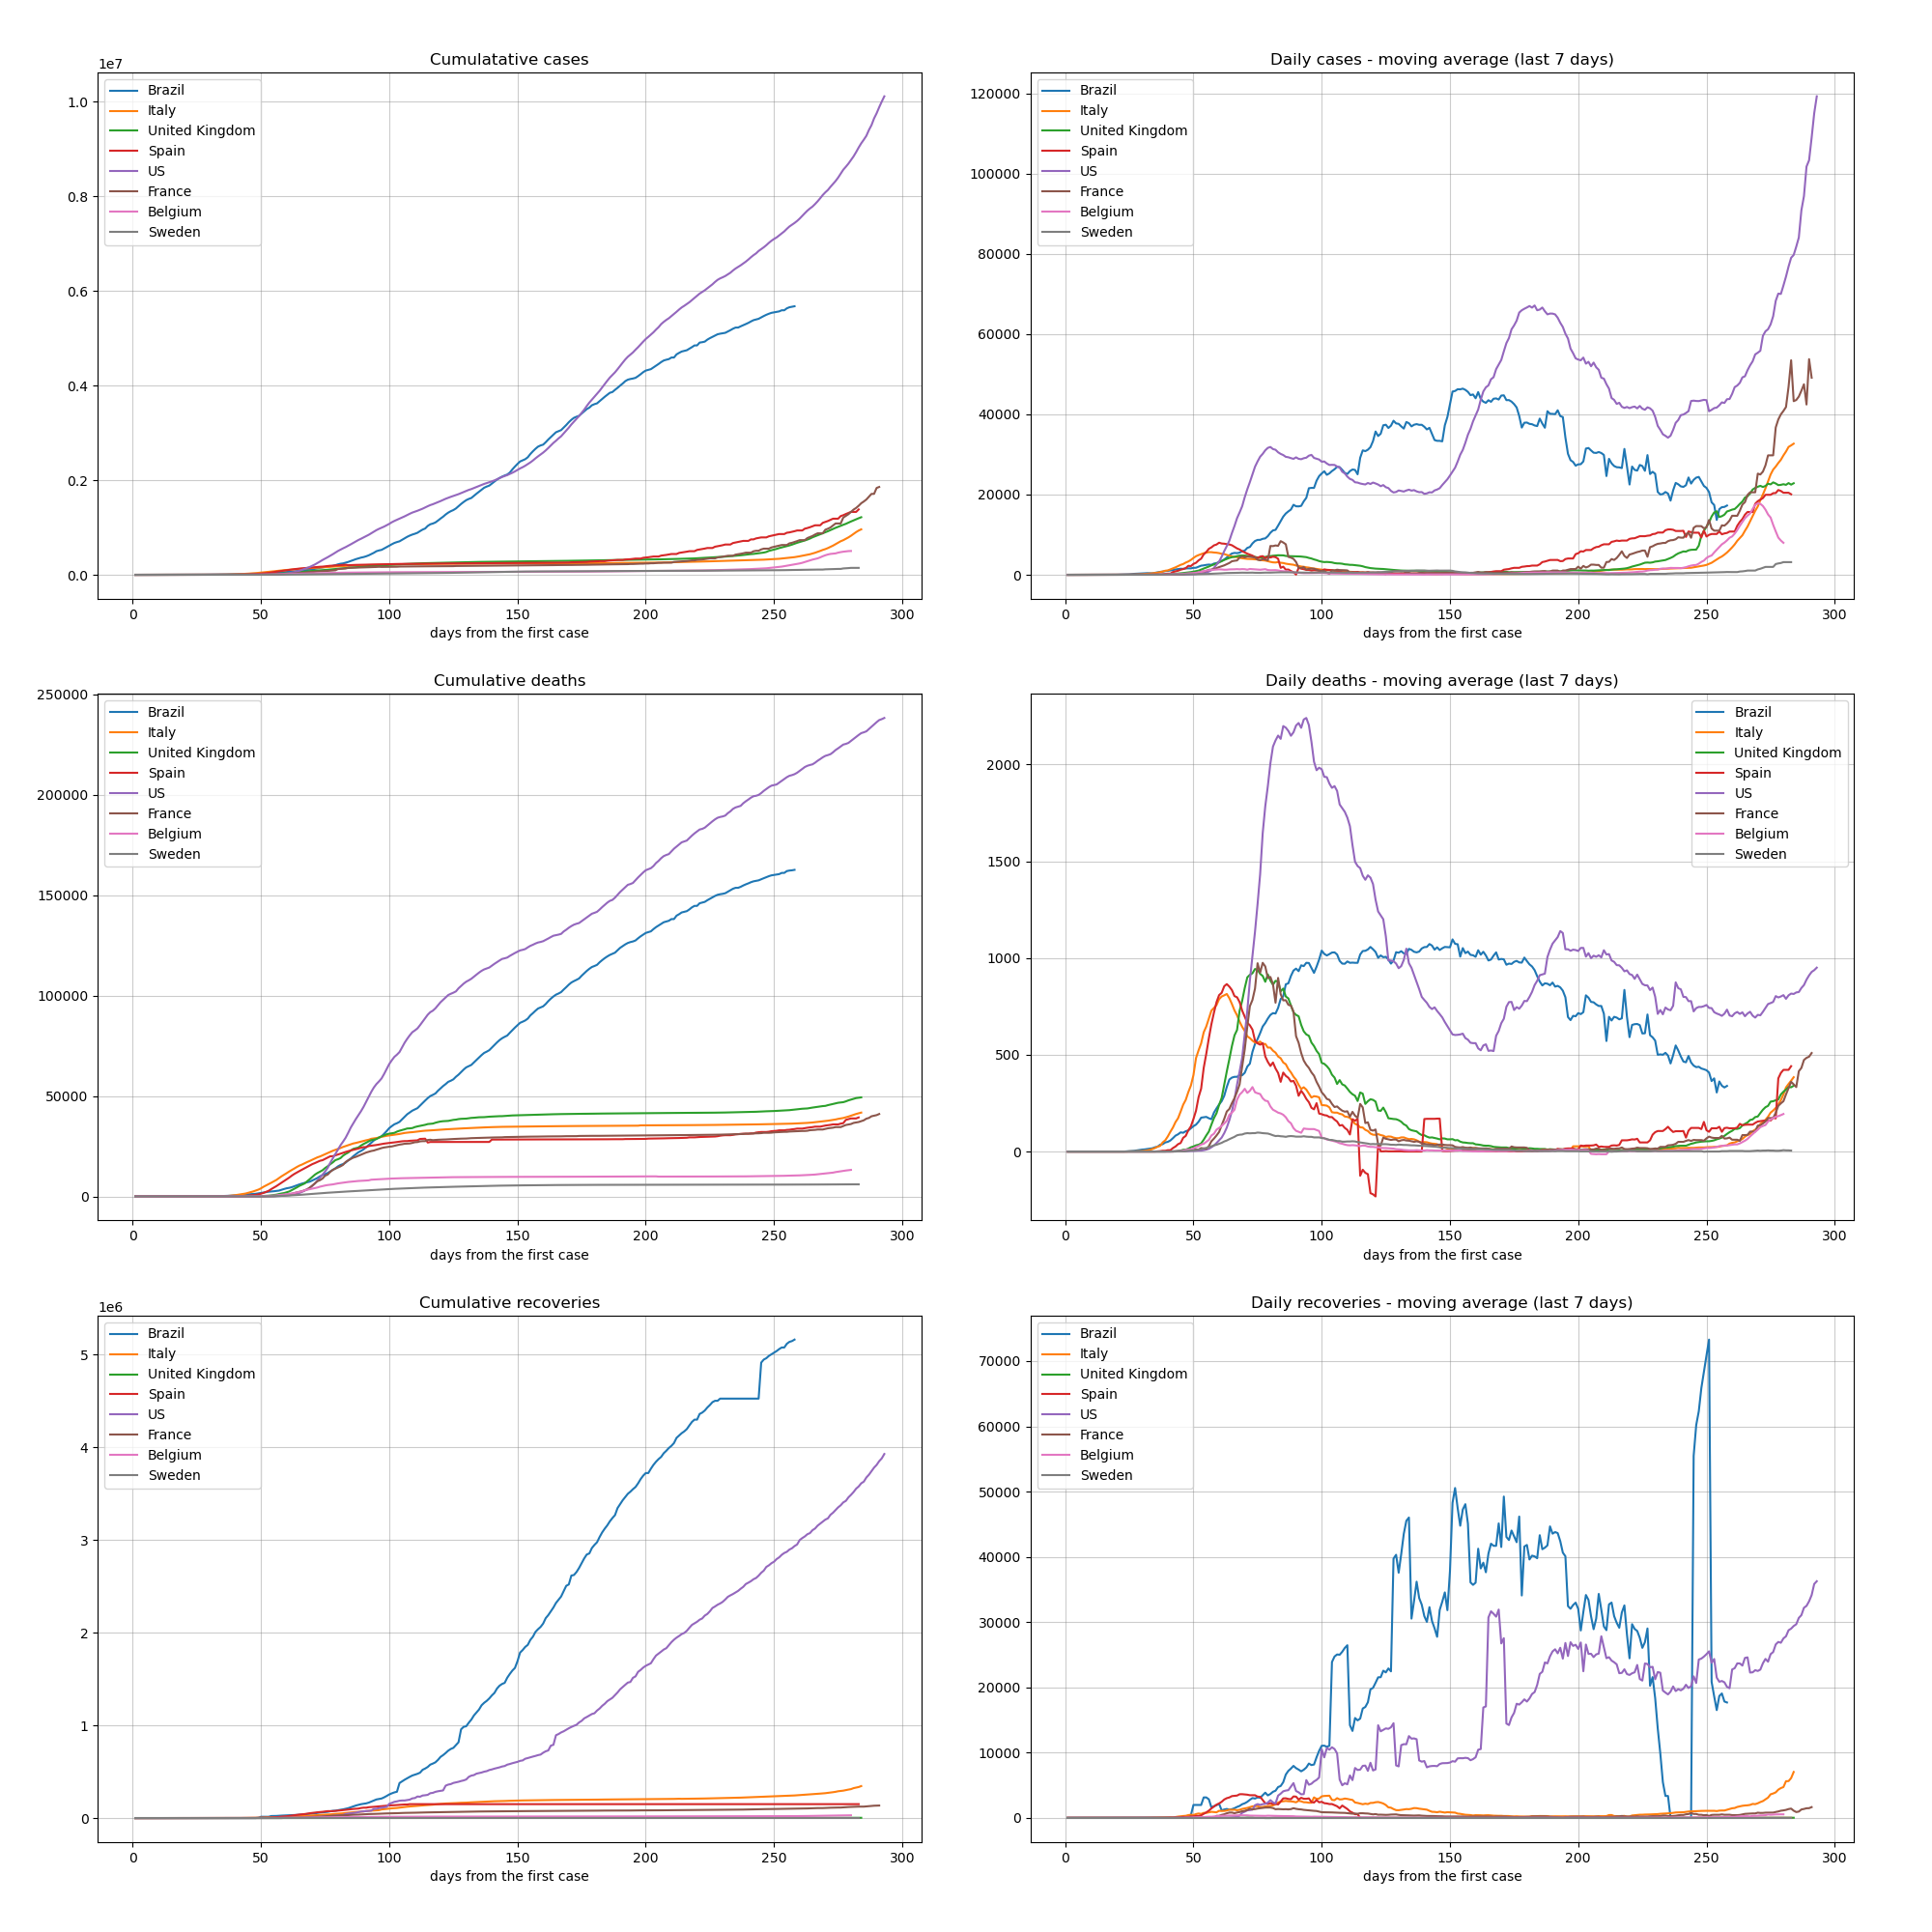 Cumulatative cases
1e7
1.0
0.8
0.6
0.4
0.2
0.0
Brazil
Italy
United Kingdom
Spain
US
France
Belgium
Sweden
0 50 100 150 200 250 300
days from the first case
Daily cases - moving average (last 7 days)
120000
100000
80000
60000
40000
20000
0
Brazil
Italy
United Kingdom
Spain
US
France
Belgium
Sweden
0 50 100 150 200 250 300
days from the first case
Cumulative deaths
250000
200000
150000
100000
50000
0
Brazil
Italy
United Kingdom
Spain
US
France
Belgium
Sweden
0 50 100 150 200 250 300
days from the first case
Daily deaths - moving average (last 7 days)
2000
1500
1000
500
0
Brazil
Italy
United Kingdom
Spain
US
France
Belgium
Sweden
0 50 100 150 200 250 300
days from the first case
Cumulative recoveries
1e6
5
4
3
2
1
0
Brazil
Italy
United Kingdom
Spain
US
France
Belgium
Sweden
0 50 100 150 200 250 300
days from the first case
Daily recoveries - moving average (last 7 days)
70000
60000
50000
40000
30000
20000
10000
0
Brazil
Italy
United Kingdom
Spain
US
France
Belgium
Sweden
0 50 100 150 200 250 300
days from the first case